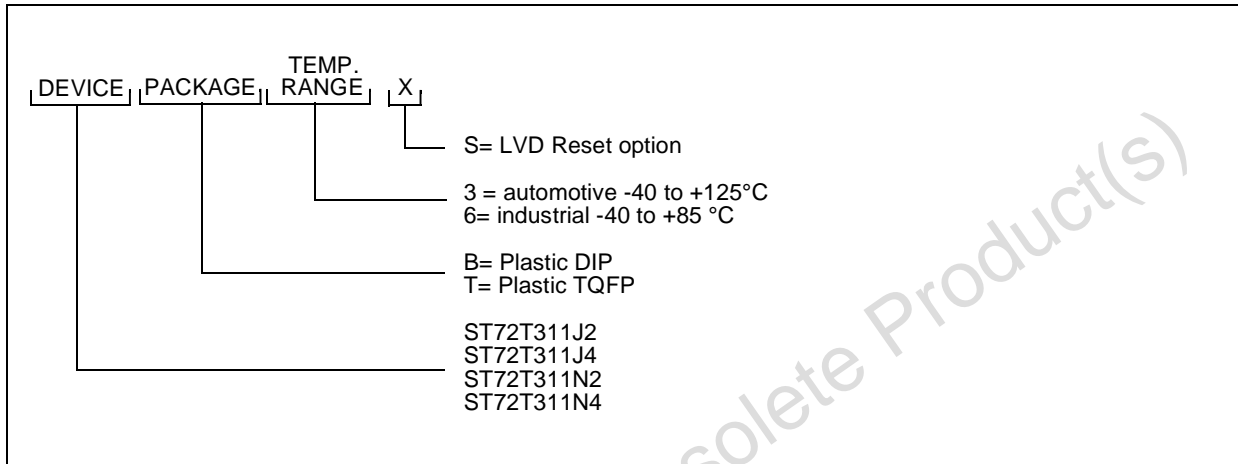 TEMP.
DEVICE PACKAGE RANGE X
S= LVD Reset option
3 = automotive -40 to +125°C
6= industrial -40 to +85 °C
B= Plastic DIP
T= Plastic TQFP
ST72T311J2
ST72T311J4
ST72T311N2
ST72T311N4
solete Product(s)